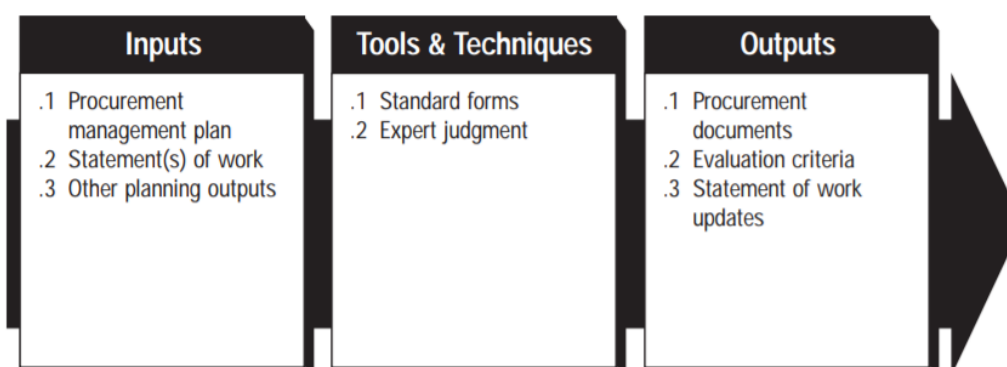 Inputs
.1 Procurement
management plan
.2 Statement(s) of work
.3 Other planning outputs
Tools & Techniques
.1 Standard forms
.2 Expert judgment
Outputs
.1 Procurement
documents
.2 Evaluation criteria
.3 Statement of work
updates